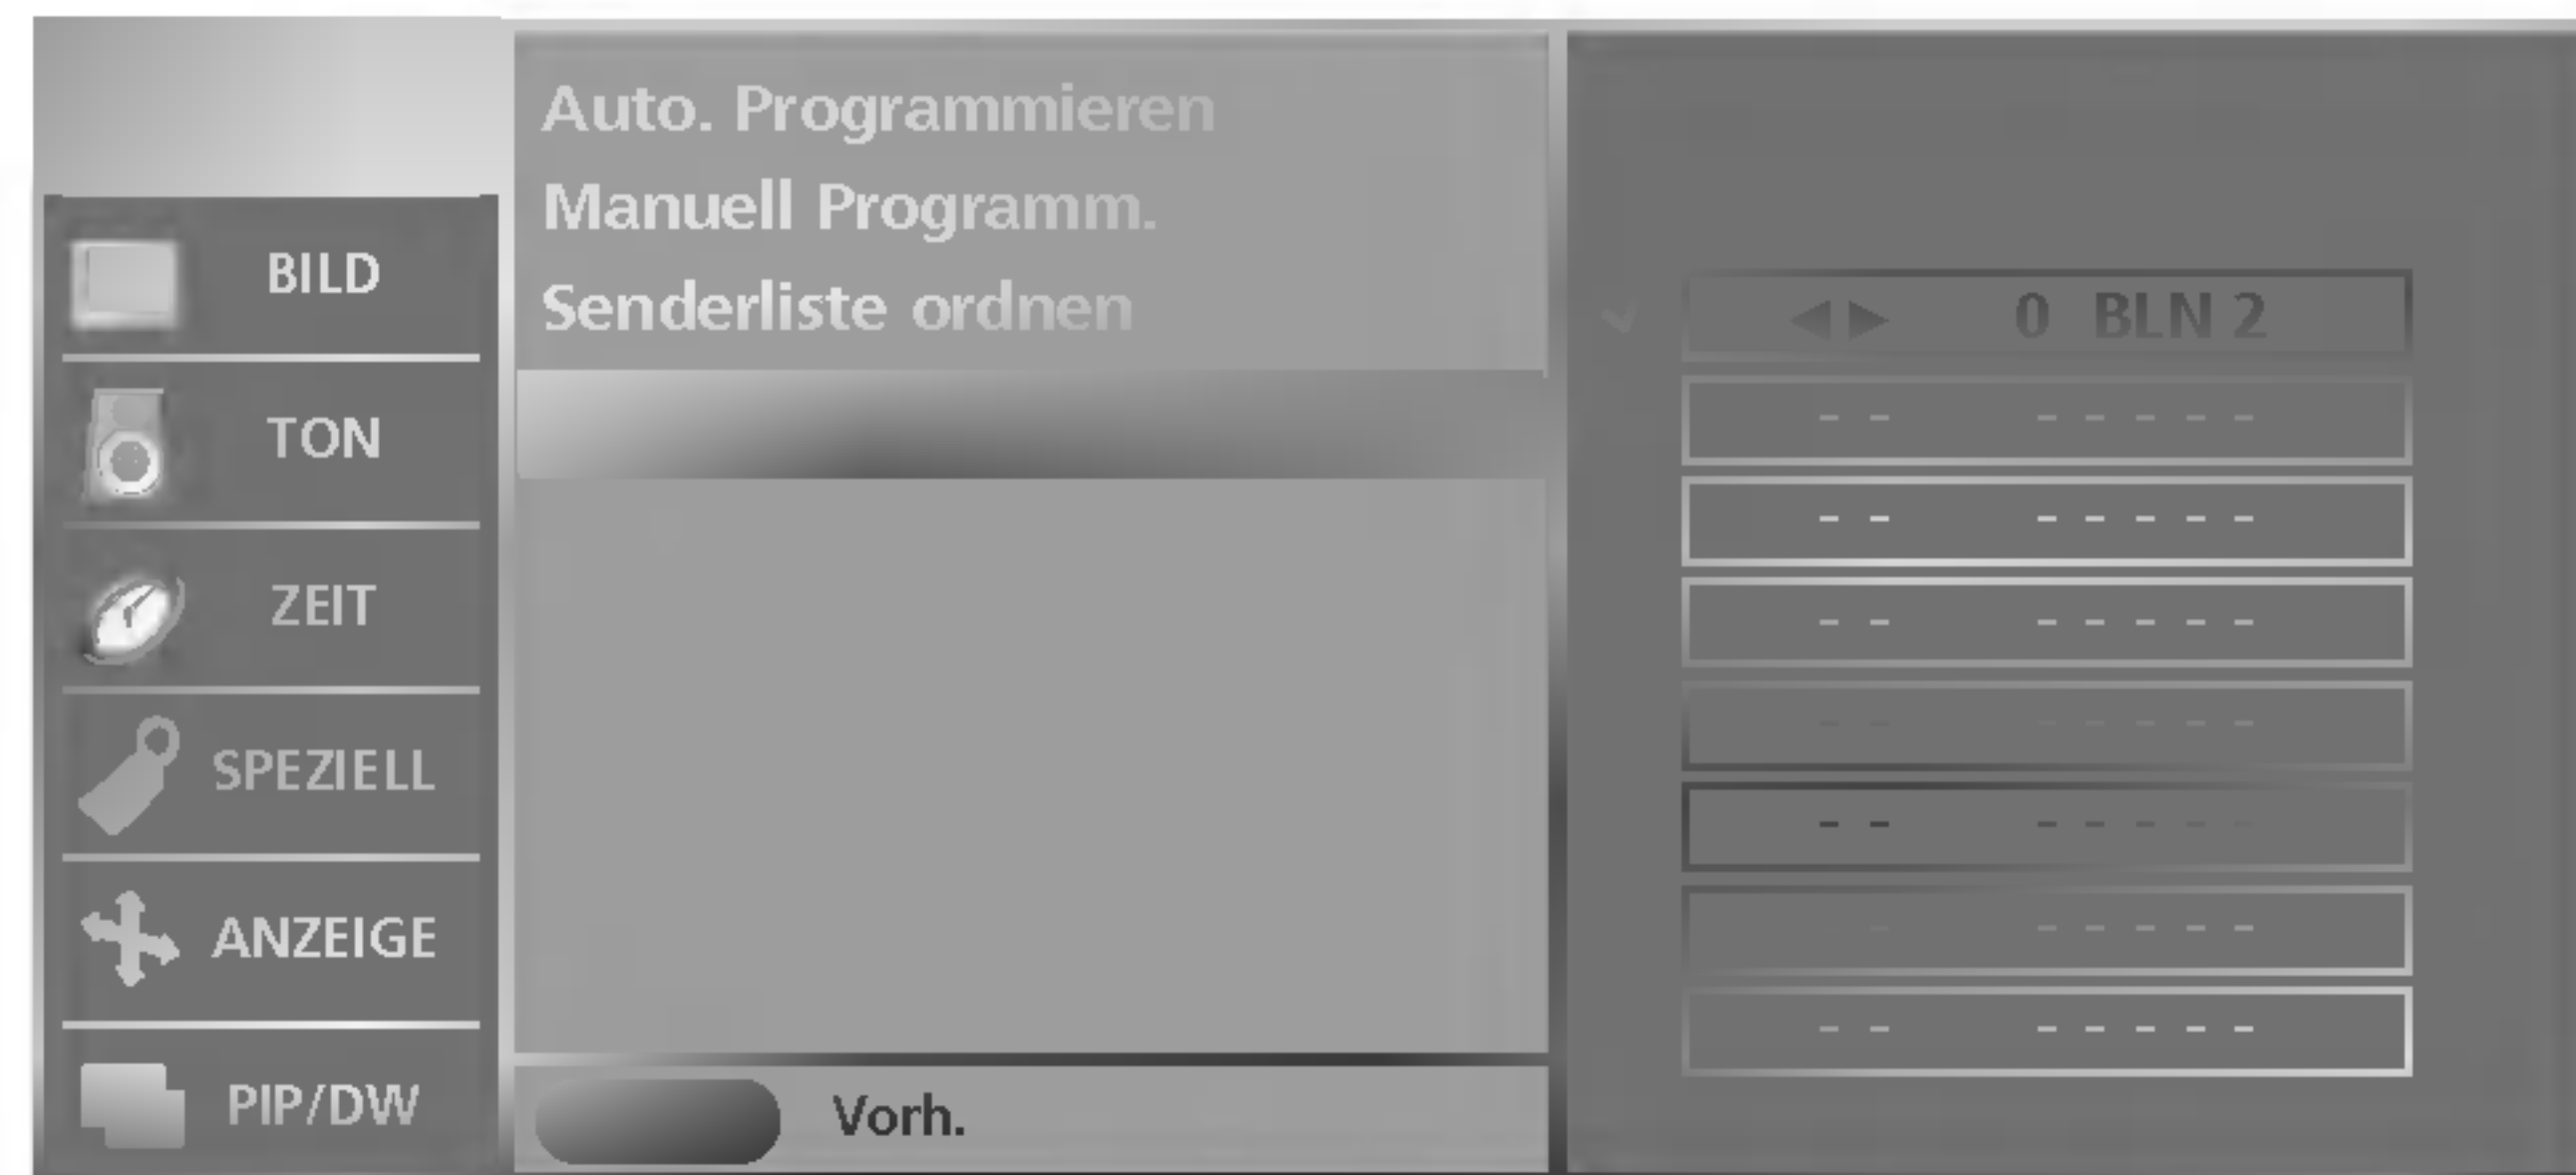 BILD
TON
ZEIT
SPEZIELL
ANZEIGE
PIP/DW
Auto. Programmieren
Manuell Programm.
Senderliste ordnen
Vorh.
0 BLN 2
- - - - - - -
- - - - - - -
- - - - - - -
- - - - - - -
- - - - - - -
- - - - - - -
- - - - - - -